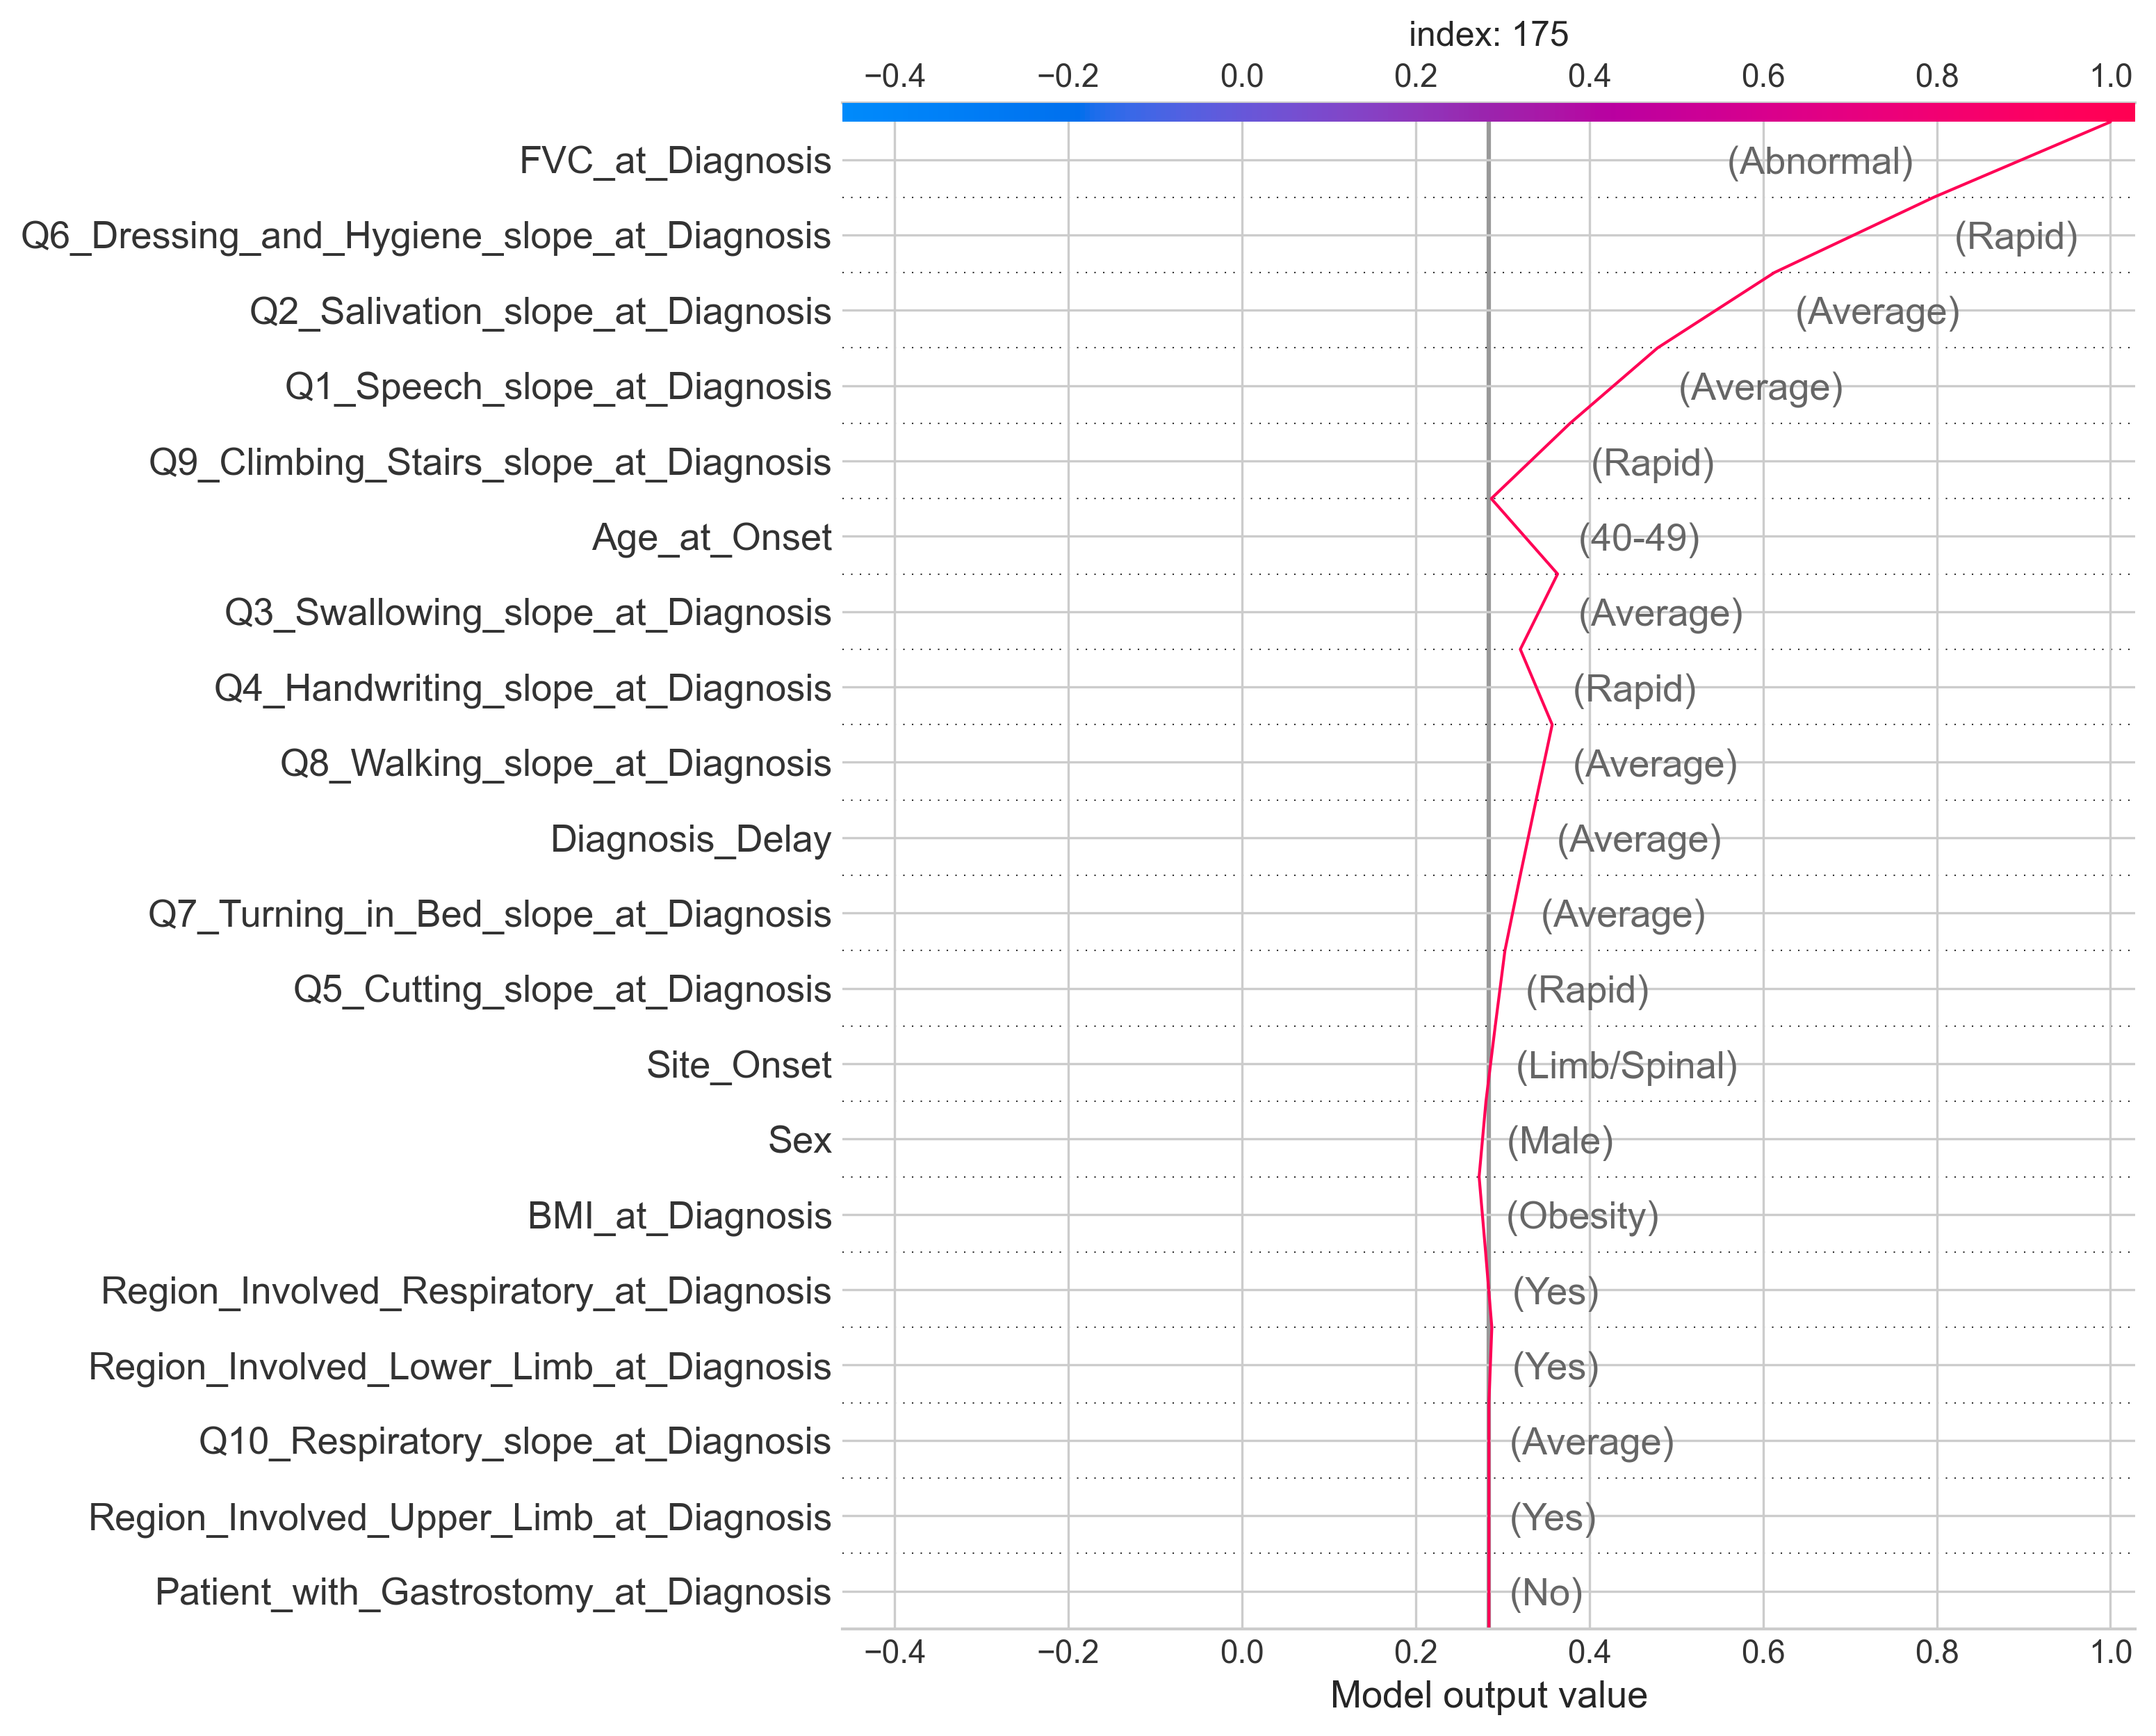 index: 175
−0.4 −0.2 0.0 0.2 0.4 0.6 0.8 1.0
FVC_at_Diagnosis (Abnormal)
Q6_Dressing_and_Hygiene_slope_at_Diagnosis (Rapid)
Q2_Salivation_slope_at_Diagnosis (Average)
Q1_Speech_slope_at_Diagnosis (Average)
Q9_Climbing_Stairs_slope_at_Diagnosis (Rapid)
Age_at_Onset (40-49)
Q3_Swallowing_slope_at_Diagnosis (Average)
Q4_Handwriting_slope_at_Diagnosis (Rapid)
Q8_Walking_slope_at_Diagnosis (Average)
Diagnosis_Delay (Average)
Q7_Turning_in_Bed_slope_at_Diagnosis (Average)
Q5_Cutting_slope_at_Diagnosis (Rapid)
Site_Onset (Limb/Spinal)
Sex (Male)
BMI_at_Diagnosis (Obesity)
Region_Involved_Respiratory_at_Diagnosis (Yes)
Region_Involved_Lower_Limb_at_Diagnosis (Yes)
Q10_Respiratory_slope_at_Diagnosis (Average)
Region_Involved_Upper_Limb_at_Diagnosis (Yes)
Patient_with_Gastrostomy_at_Diagnosis (No)
−0.4 −0.2 0.0 0.2 0.4 0.6 0.8 1.0
Model output value